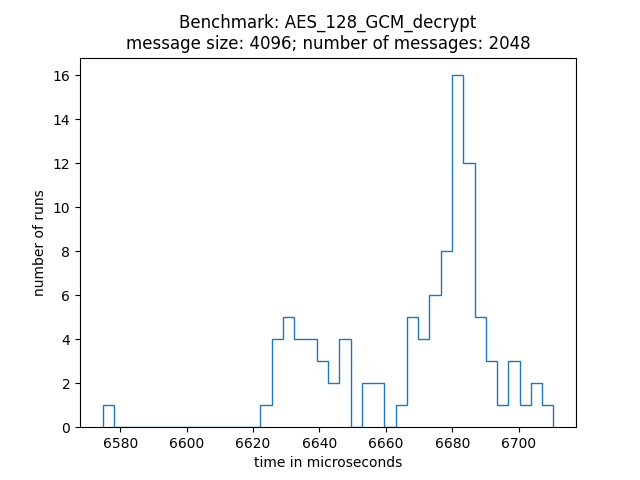 Benchmark: AES_128_GCM_decrypt
message size: 4096; number of messages: 2048
16
14
12
10
8
6
4
2
0
number of runs
6580 6600 6620 6640 6660 6680 6700
time in microseconds